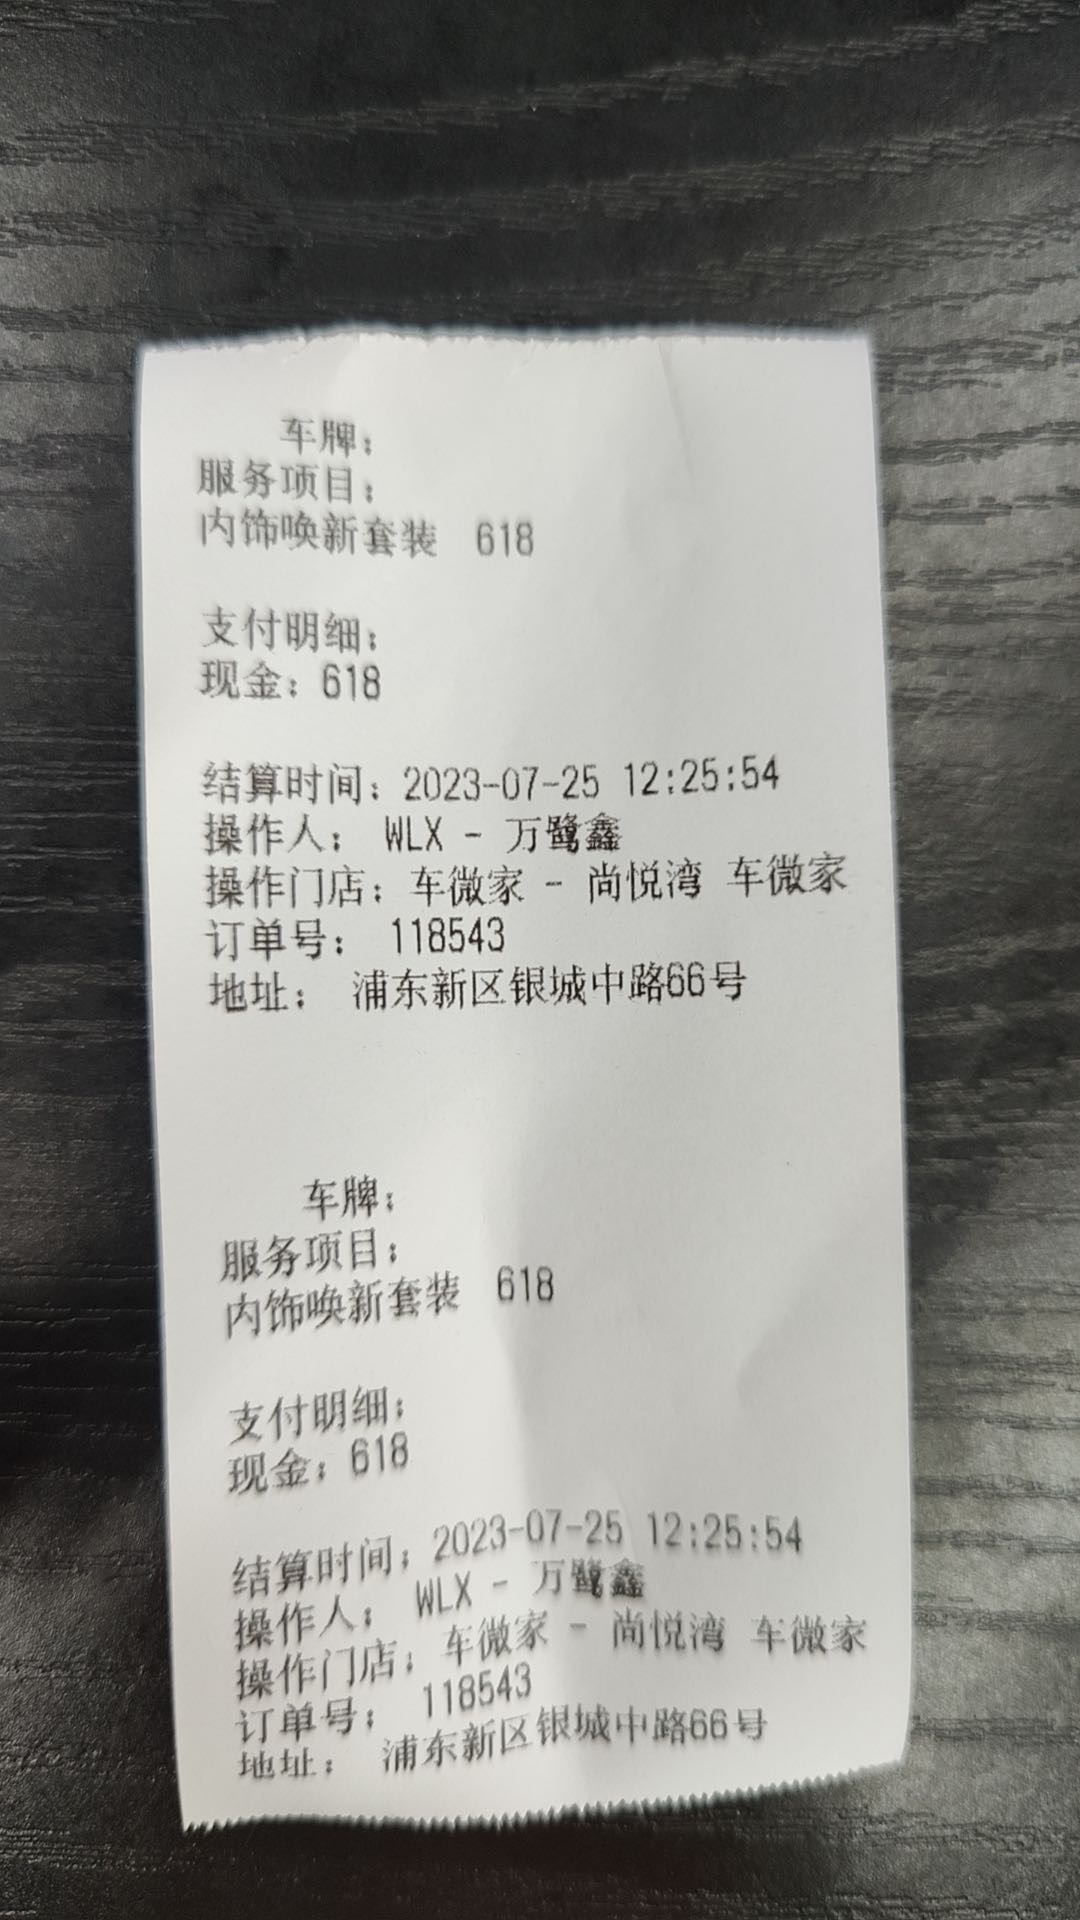 车牌：
服务项目：
内饰唤新套装 618
支付明细：
现金：618
结算时间：2023-07-25 12:25:54
操作人： WLX - 万鹭鑫
操作门店：车微家 - 尚悦湾 车微家
订单号： 118543
地址： 浦东新区银城中路66号
车牌：
服务项目：
内饰唤新套装 618
支付明细：
现金：618
结算时间：2023-07-25 12:25:54
操作人： WLX - 万鹭鑫
操作门店：车微家 - 尚悦湾 车微家
订单号： 118543
地址： 浦东新区银城中路66号